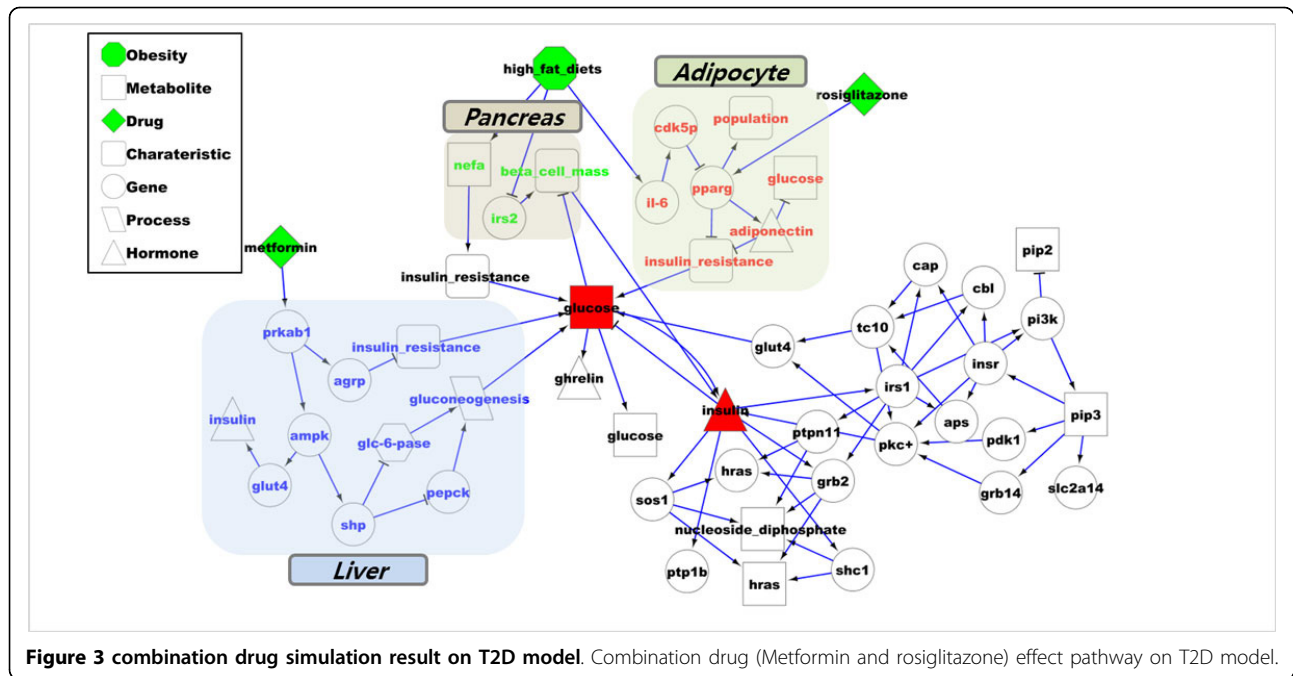 Obesity
Metabolite
Drug
Charateristic
Gene
Process
Hormone
high_fat_diets
Adipocyte
rosiglitazone
Pancreas
cdk5p
population
nefa
beta_cell_mass
glucose
pparg
irs2
il-6
adiponectin
metformin
insulin_resistance
insulin_resistance
pip2
cap
cbl
glucose
prkab1
insulin_resistance
tc10
pi3k
glut4
insr
agrp
ghrelin
irs1
gluconeogenesis
insulin
insulin
pip3
ampk
glc-6-pase
glucose
ptpn11
aps
pkc+
pdk1
hras
glut4
pepck
grb2
grb14
slc2a14
sos1
shp
nucleoside_diphosphate
Liver
ptp1b
hras
shc1
Figure 3 combination drug simulation result on T2D model. Combination drug (Metformin and rosiglitazone) effect pathway on T2D model.